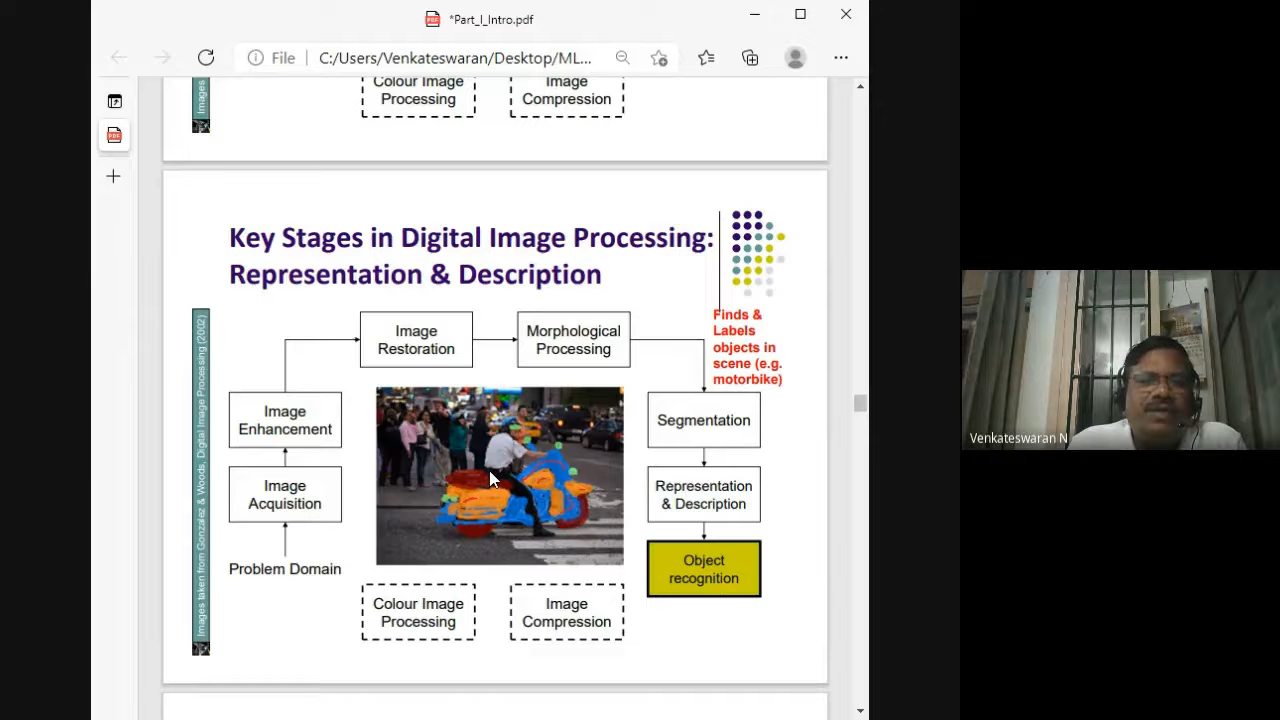 *Part_I_Intro.pdf
File
C:/Users/Venkateswaran/Desktop/ML...
Images
Colour Image
Processing
Image
Compression
Key Stages in Digital Image Processing:
Representation & Description
Images taken from Gonzalez & Woods, Digital Image Processing (2002)
Image
Restoration
Morphological
Processing
Finds &
Labels
objects in
scene (e.g.
motorbike)
Image
Enhancement
Segmentation
Image
Acquisition
Representation
& Description
Problem Domain
Object
recognition
Colour Image
Processing
Image
Compression
Venkateswaran N